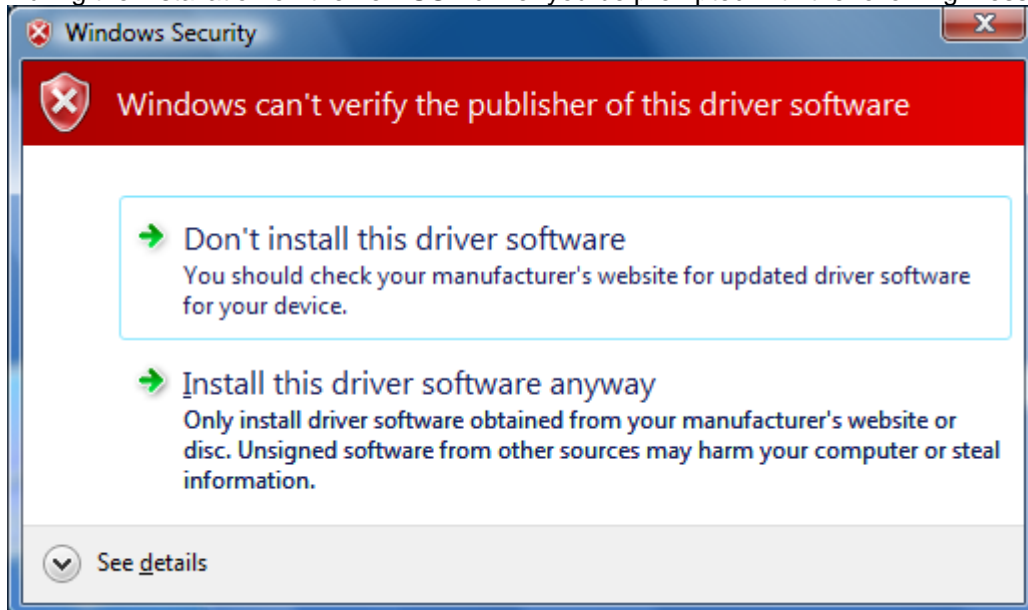 Windows Security
Windows can't verify the publisher of this driver software
Don't install this driver software
You should check your manufacturer's website for updated driver software
for your device.
Install this driver software anyway
Only install driver software obtained from your manufacturer's website or
disc. Unsigned software from other sources may harm your computer or steal
information.
See details